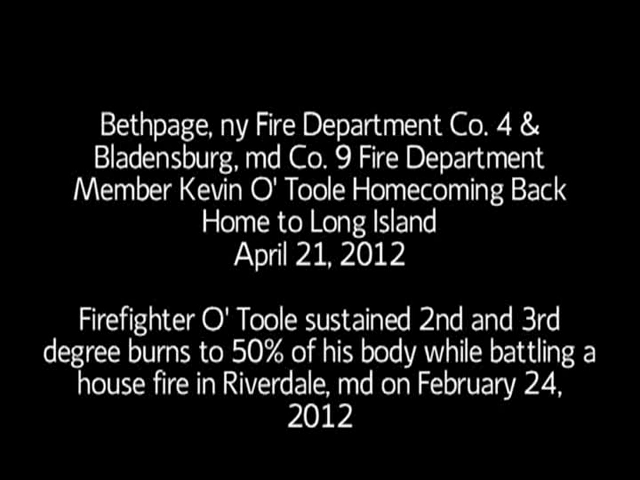 Bethpage, ny Fire Department Co. 4 &
Bladensburg, md Co. 9 Fire Department
Member Kevin O' Toole Homecoming Back
Home to Long Island
April 21, 2012
Firefighter O' Toole sustained 2nd and 3rd
degree burns to 50% of his body while battling a
house fire in Riverdale, md on February 24,
2012